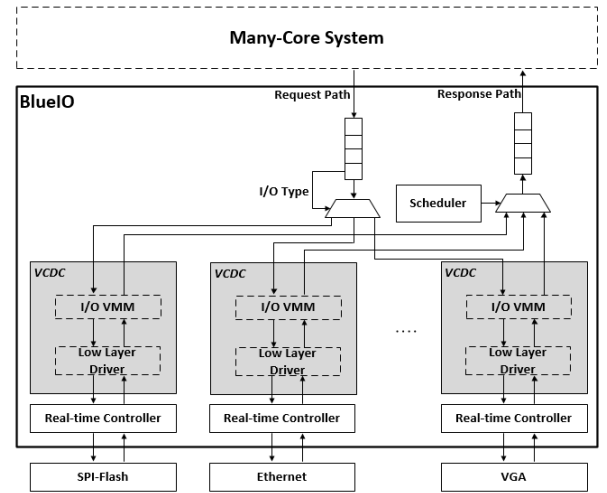 Many-Core System
Request Path
Response Path
BlueIO
I/O Type
Scheduler
VCDC
VCDC
VCDC
I/O VMM
I/O VMM
I/O VMM
....
Low Layer
Driver
Low Layer
Driver
Low Layer
Driver
Real-time Controller
Real-time Controller
Real-time Controller
SPI-Flash
Ethernet
VGA